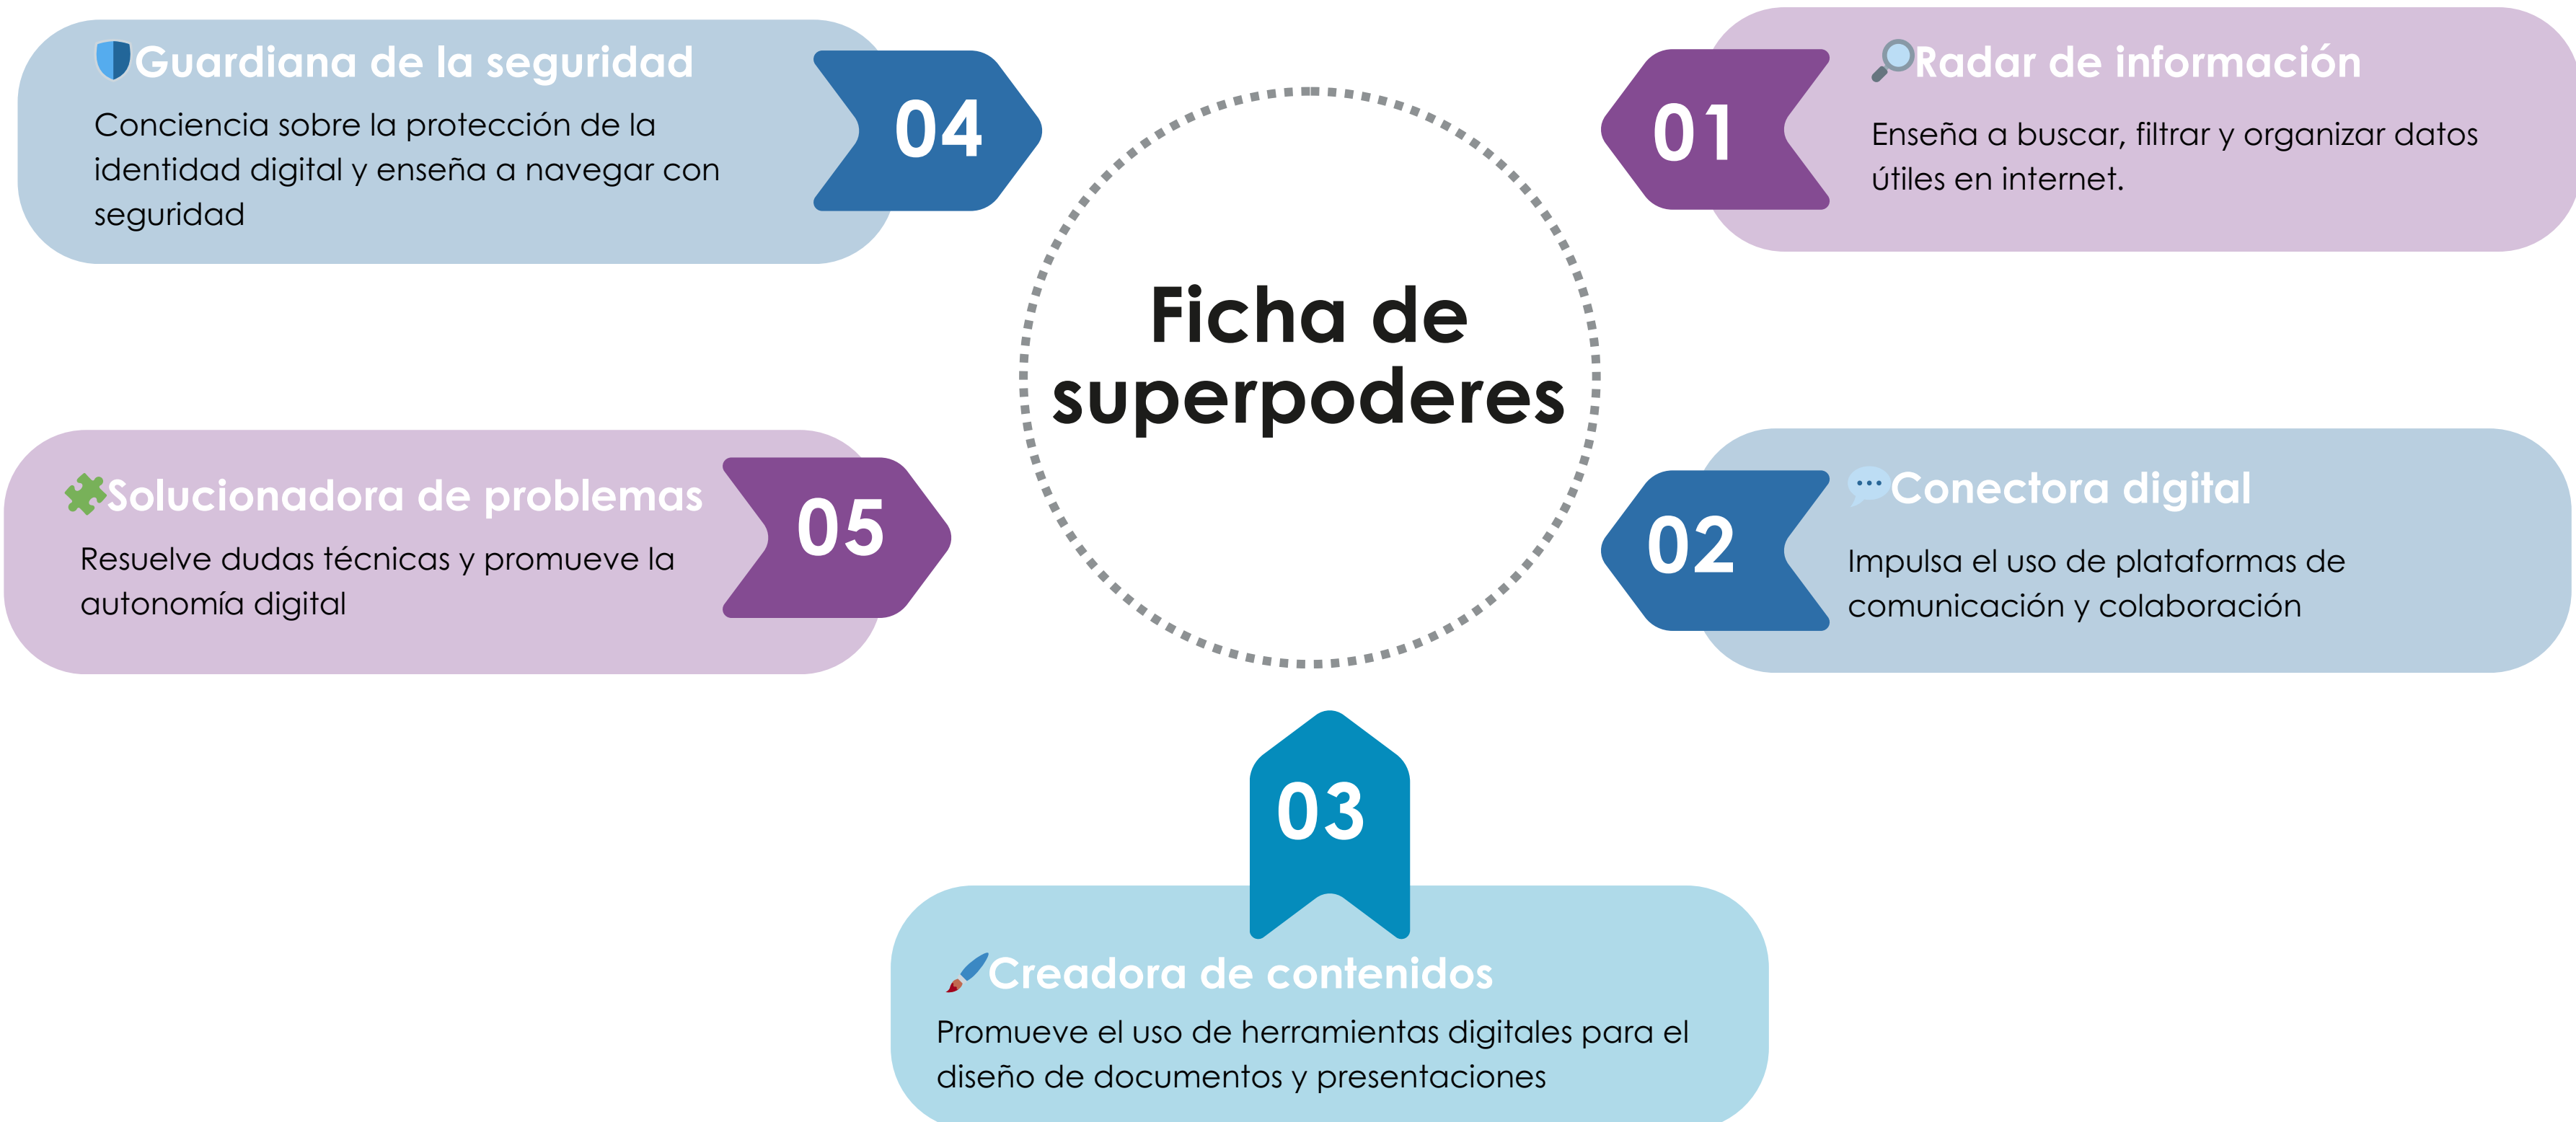 Ficha de
superpoderes
01
Radar de información
Enseña a buscar, filtrar y organizar datos
útiles en internet.
02
Conectora digital
Impulsa el uso de plataformas de
comunicación y colaboración
03
Creadora de contenidos
Promueve el uso de herramientas digitales para el
diseño de documentos y presentaciones
04
Guardiana de la seguridad
Conciencia sobre la protección de la
identidad digital y enseña a navegar con
seguridad
05
Solucionadora de problemas
Resuelve dudas técnicas y promueve la
autonomía digital